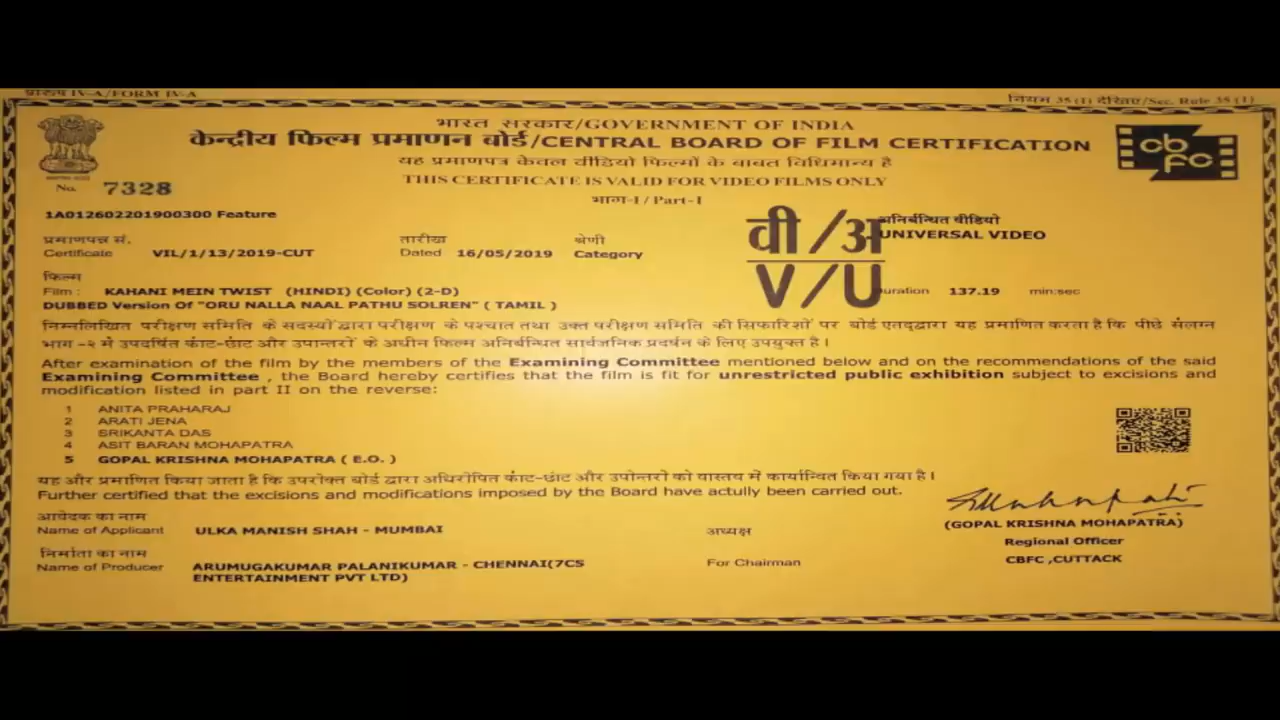 प्रारूप IV-A/FORM IV-A
नियम 35 (1) देखिए/Sec. Rule 35 (1)
भारत सरकार/GOVERNMENT OF INDIA
केन्द्रीय फिल्म प्रमाणन बोर्ड/CENTRAL BOARD OF FILM CERTIFICATION
cb fc
यह प्रमाणपत्र केवल वीडियो फिल्मों के बाबत विधिमान्य है
THIS CERTIFICATE IS VALID FOR VIDEO FILMS ONLY
No. 7328
भाग-I / Part-I
1A012602201900300 Feature
वी/अ अनिर्बन्धित वीडियो
V/U UNIVERSAL VIDEO
प्रमाणपत्र सं. तारीख श्रेणी
Certificate VIL/1/13/2019-CUT Dated 16/05/2019 Category
फिल्म
Film : KAHANI MEIN TWIST (HINDI) (Color) (2-D) uration 137.19 min:sec
DUBBED Version Of "ORU NALLA NAAL PATHU SOLREN" ( TAMIL )
निम्नलिखित परीक्षण समिति के सदस्यों द्वारा परीक्षण के पश्चात तथा उक्त परीक्षण समिति की सिफारिशों पर बोर्ड एतद्द्वारा यह प्रमाणित करता है कि पीछे संलग्न
भाग -२ में उपदर्षित कांट-छांट और उपान्तरों के अधीन फिल्म अनिर्बन्धित सार्वजनिक प्रदर्षन के लिए उपयुक्त है।
After examination of the film by the members of the Examining Committee mentioned below and on the recommendations of the said
Examining Committee , the Board hereby certifies that the film is fit for unrestricted public exhibition subject to excisions and
modification listed in part II on the reverse:
1 ANITA PRAHARAJ
2 ARATI JENA
3 SRIKANTA DAS
4 ASIT BARAN MOHAPATRA
5 GOPAL KRISHNA MOHAPATRA ( E.O. )
यह और प्रमाणित किया जाता है कि उपरोक्त बोर्ड द्वारा अधिरोपित कांट-छांट और उपोन्तरो को वास्तव में कार्यान्वित किया गया है।
Further certified that the excisions and modifications imposed by the Board have actully been carried out.
आवेदक का नाम
Name of Applicant ULKA MANISH SHAH - MUMBAI
अध्यक्ष
(GOPAL KRISHNA MOHAPATRA)
Regional Officer
निर्माता का नाम
Name of Producer ARUMUGAKUMAR PALANIKUMAR - CHENNAI(7CS
ENTERTAINMENT PVT LTD)
For Chairman
CBFC ,CUTTACK